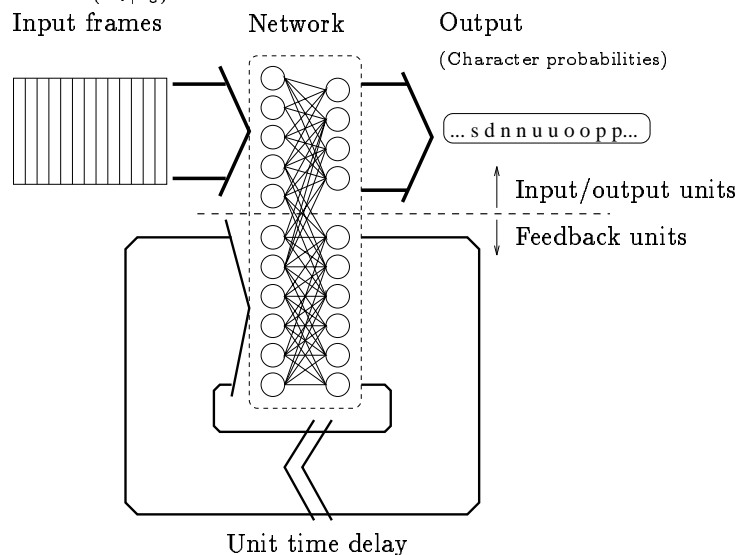 Input frames
Network
Output
(Character probabilities)
... s d n n u u o o p p...
Input/output units
Feedback units
Unit time delay